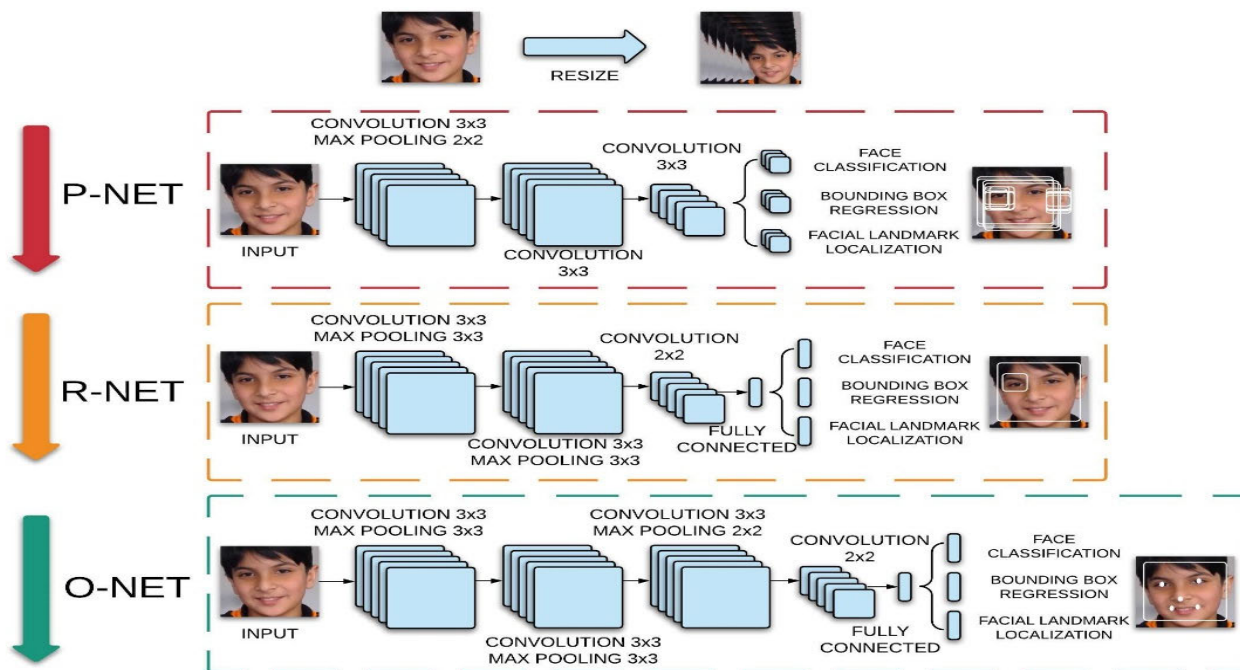 RESIZE
P-NET
CONVOLUTION 3x3
MAX POOLING 2x2
INPUT
CONVOLUTION
3x3
CONVOLUTION
3x3
FACE
CLASSIFICATION
BOUNDING BOX
REGRESSION
FACIAL LANDMARK
LOCALIZATION
R-NET
CONVOLUTION 3x3
MAX POOLING 3x3
INPUT
CONVOLUTION 3x3
MAX POOLING 3x3
CONVOLUTION
2x2
FULLY
CONNECTED
FACE
CLASSIFICATION
BOUNDING BOX
REGRESSION
FACIAL LANDMARK
LOCALIZATION
O-NET
CONVOLUTION 3x3
MAX POOLING 3x3
INPUT
CONVOLUTION 3x3
MAX POOLING 3x3
CONVOLUTION 3x3
MAX POOLING 2x2
CONVOLUTION
2x2
FULLY
CONNECTED
FACE
CLASSIFICATION
BOUNDING BOX
REGRESSION
FACIAL LANDMARK
LOCALIZATION